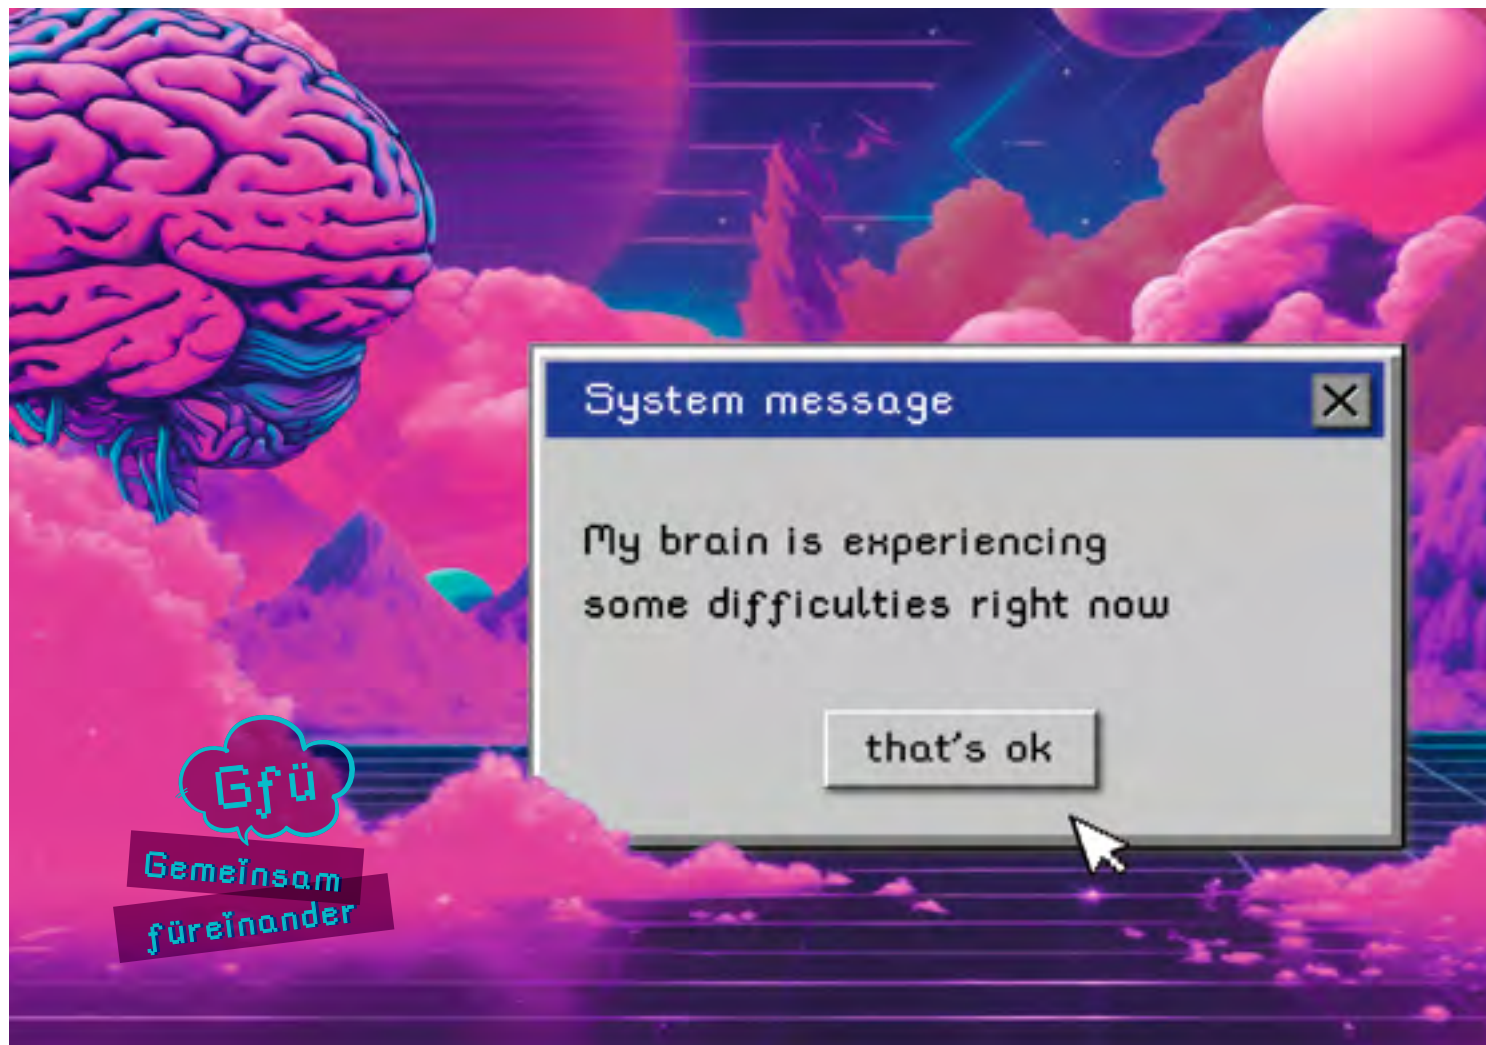 System message
My brain is experiencing
some difficulties right now
that's ok
Gfü
Gemeinsam
füreinander